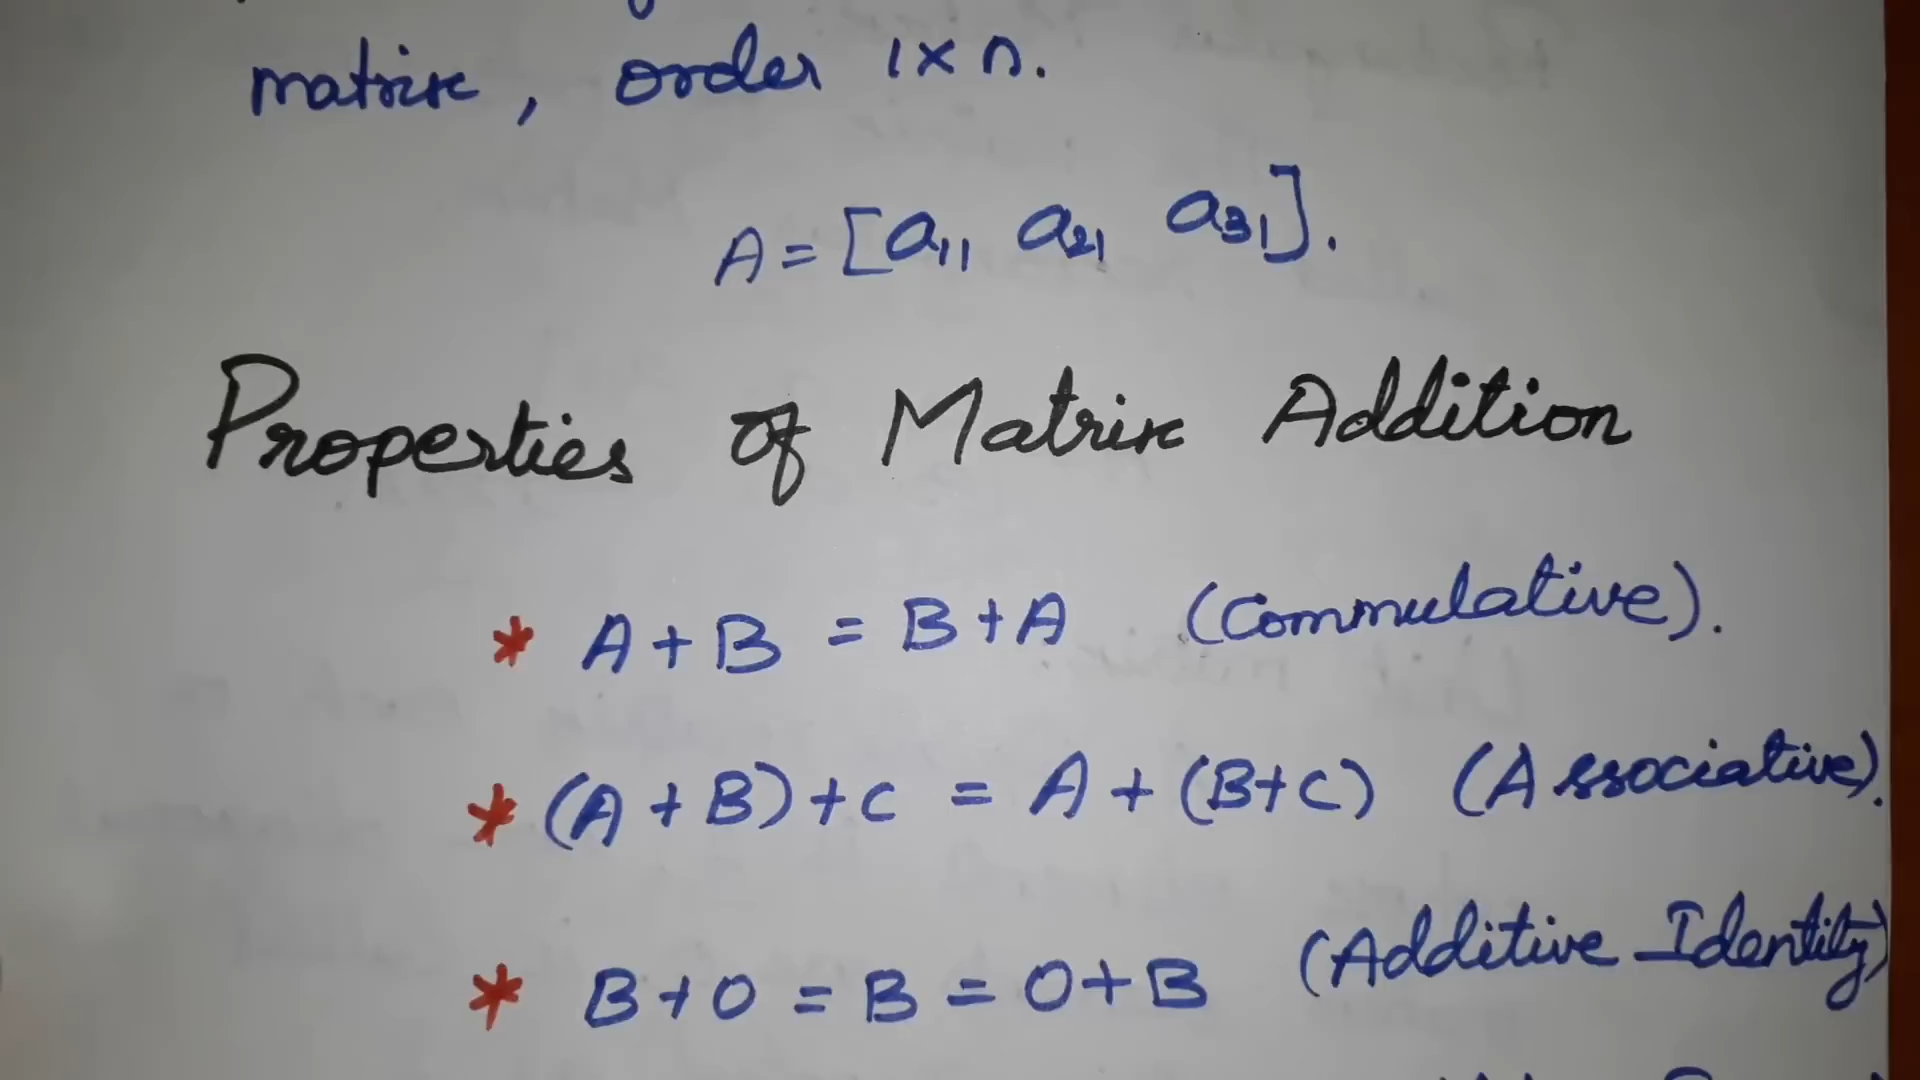 matrix, order 1×n.
A = [a₁₁ a₂₁ a₃₁].
Properties of Matrix Addition
* A + B = B + A (Commulative).
* (A + B) + C = A + (B + C) (Associative).
* B + O = B = O + B (Additive Identity)